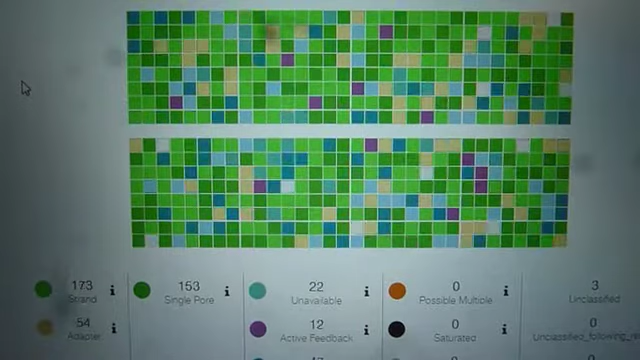 173 153 22 0 3
Strand Single Pore Unavailable Possible Multiple Unclassified
54 12 0 0
Adapter Active Feedback Saturated Unclassified_following_re